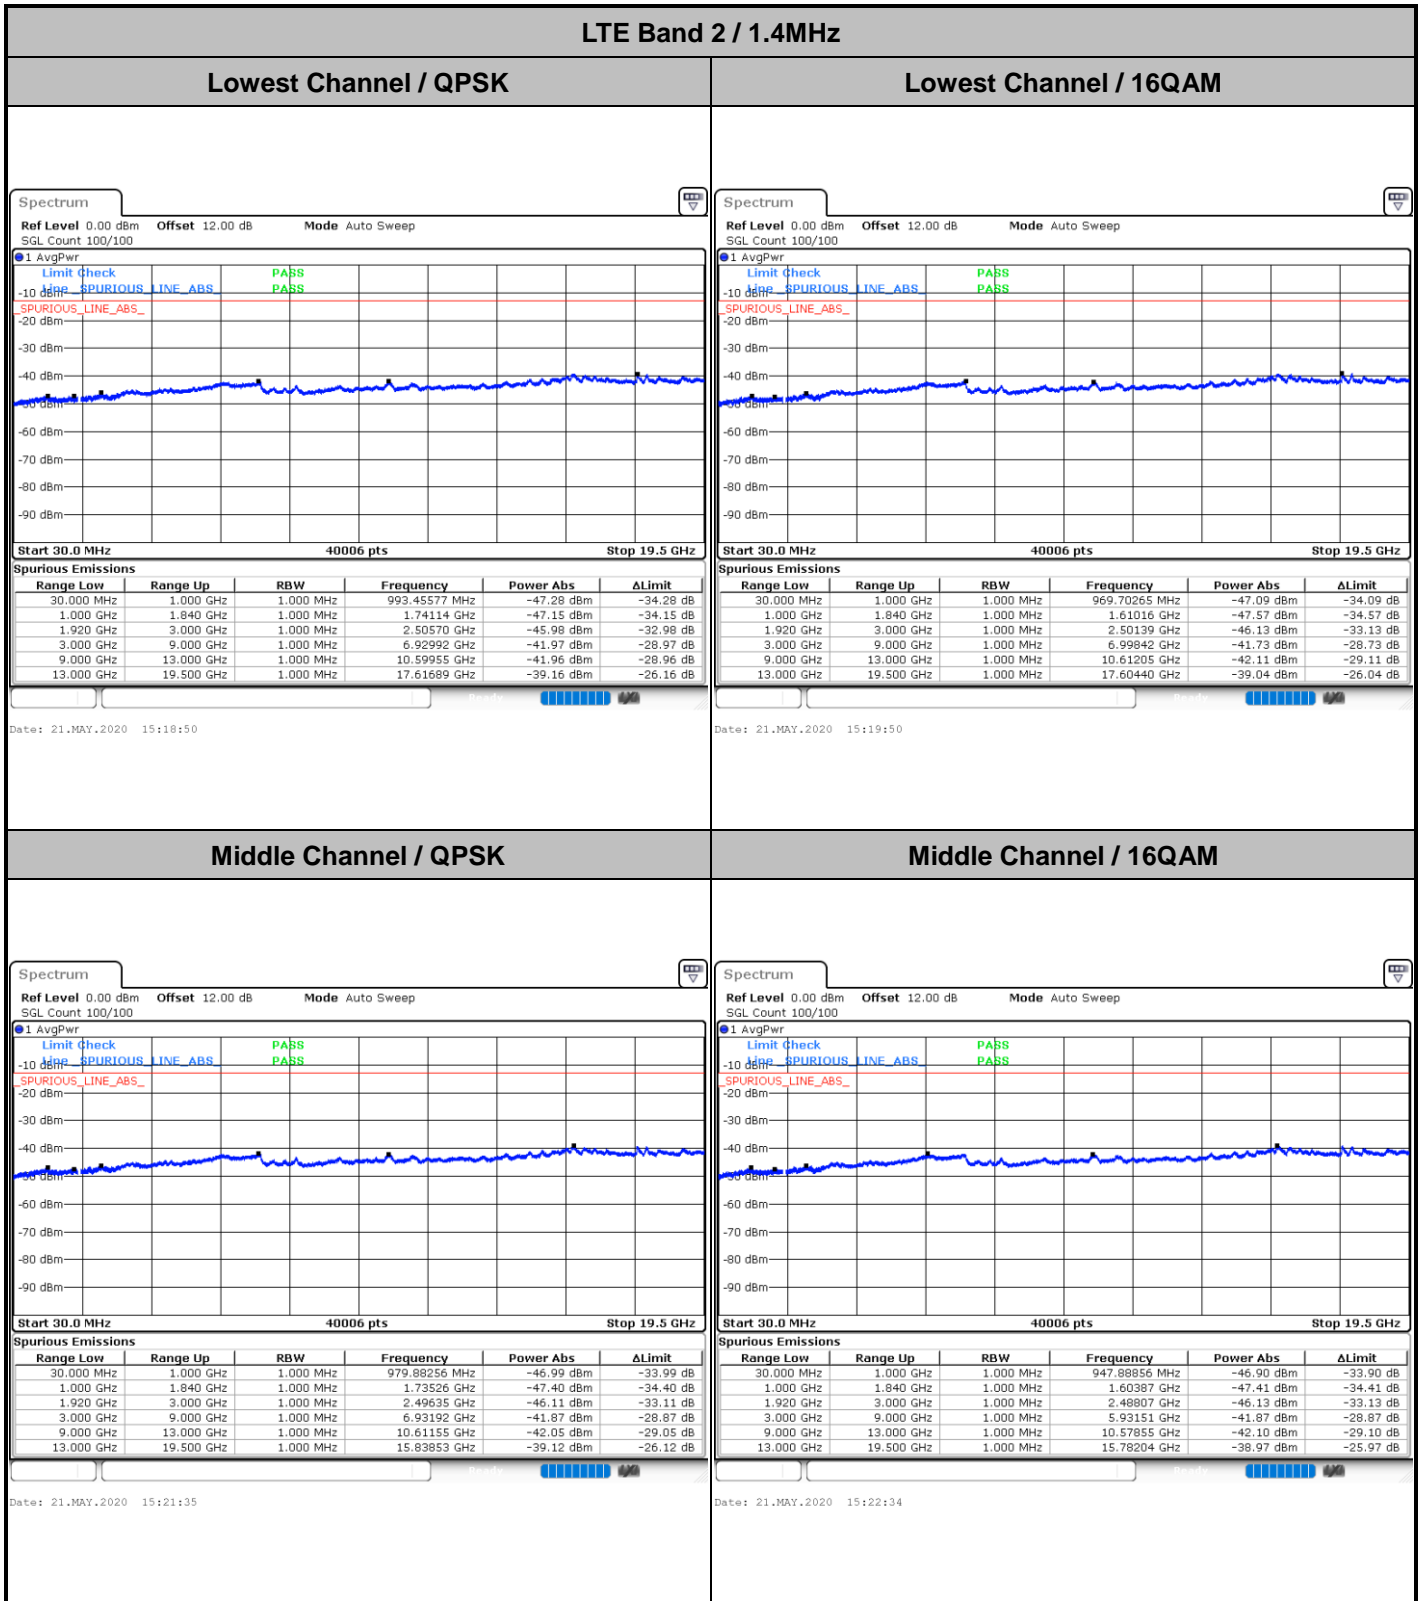 LTE Band 2 / 1.4MHz
Lowest Channel / QPSK
Lowest Channel / 16QAM
Spectrum
Ref Level 0.00 dBm Offset 12.00 dB Mode Auto Sweep
SGL Count 100/100
1 AvgPwr
Limit Check PASS
Line _SPURIOUS_LINE_ABS_ PASS
-10 dBm
_SPURIOUS_LINE_ABS_
-20 dBm
-30 dBm
-40 dBm
-50 dBm
-60 dBm
-70 dBm
-80 dBm
-90 dBm
Start 30.0 MHz 40006 pts Stop 19.5 GHz
Spurious Emissions
Range Low Range Up RBW Frequency Power Abs ΔLimit
30.000 MHz 1.000 GHz 1.000 MHz 993.45577 MHz -47.28 dBm -34.28 dB
1.000 GHz 1.840 GHz 1.000 MHz 1.74114 GHz -47.15 dBm -34.15 dB
1.920 GHz 3.000 GHz 1.000 MHz 2.50570 GHz -45.98 dBm -32.98 dB
3.000 GHz 9.000 GHz 1.000 MHz 6.92992 GHz -41.97 dBm -28.97 dB
9.000 GHz 13.000 GHz 1.000 MHz 10.59955 GHz -41.96 dBm -28.96 dB
13.000 GHz 19.500 GHz 1.000 MHz 17.61689 GHz -39.16 dBm -26.16 dB
Ready
Date: 21.MAY.2020 15:18:50
Spectrum
Ref Level 0.00 dBm Offset 12.00 dB Mode Auto Sweep
SGL Count 100/100
1 AvgPwr
Limit Check PASS
Line _SPURIOUS_LINE_ABS_ PASS
-10 dBm
_SPURIOUS_LINE_ABS_
-20 dBm
-30 dBm
-40 dBm
-50 dBm
-60 dBm
-70 dBm
-80 dBm
-90 dBm
Start 30.0 MHz 40006 pts Stop 19.5 GHz
Spurious Emissions
Range Low Range Up RBW Frequency Power Abs ΔLimit
30.000 MHz 1.000 GHz 1.000 MHz 969.70265 MHz -47.09 dBm -34.09 dB
1.000 GHz 1.840 GHz 1.000 MHz 1.61016 GHz -47.57 dBm -34.57 dB
1.920 GHz 3.000 GHz 1.000 MHz 2.50139 GHz -46.13 dBm -33.13 dB
3.000 GHz 9.000 GHz 1.000 MHz 6.99842 GHz -41.73 dBm -28.73 dB
9.000 GHz 13.000 GHz 1.000 MHz 10.61205 GHz -42.11 dBm -29.11 dB
13.000 GHz 19.500 GHz 1.000 MHz 17.60440 GHz -39.04 dBm -26.04 dB
Ready
Date: 21.MAY.2020 15:19:50
Middle Channel / QPSK
Middle Channel / 16QAM
Spectrum
Ref Level 0.00 dBm Offset 12.00 dB Mode Auto Sweep
SGL Count 100/100
1 AvgPwr
Limit Check PASS
Line _SPURIOUS_LINE_ABS_ PASS
-10 dBm
_SPURIOUS_LINE_ABS_
-20 dBm
-30 dBm
-40 dBm
-50 dBm
-60 dBm
-70 dBm
-80 dBm
-90 dBm
Start 30.0 MHz 40006 pts Stop 19.5 GHz
Spurious Emissions
Range Low Range Up RBW Frequency Power Abs ΔLimit
30.000 MHz 1.000 GHz 1.000 MHz 979.88256 MHz -46.99 dBm -33.99 dB
1.000 GHz 1.840 GHz 1.000 MHz 1.73526 GHz -47.40 dBm -34.40 dB
1.920 GHz 3.000 GHz 1.000 MHz 2.49635 GHz -46.11 dBm -33.11 dB
3.000 GHz 9.000 GHz 1.000 MHz 6.93192 GHz -41.87 dBm -28.87 dB
9.000 GHz 13.000 GHz 1.000 MHz 10.61155 GHz -42.05 dBm -29.05 dB
13.000 GHz 19.500 GHz 1.000 MHz 15.83853 GHz -39.12 dBm -26.12 dB
Ready
Date: 21.MAY.2020 15:21:35
Spectrum
Ref Level 0.00 dBm Offset 12.00 dB Mode Auto Sweep
SGL Count 100/100
1 AvgPwr
Limit Check PASS
Line _SPURIOUS_LINE_ABS_ PASS
-10 dBm
_SPURIOUS_LINE_ABS_
-20 dBm
-30 dBm
-40 dBm
-50 dBm
-60 dBm
-70 dBm
-80 dBm
-90 dBm
Start 30.0 MHz 40006 pts Stop 19.5 GHz
Spurious Emissions
Range Low Range Up RBW Frequency Power Abs ΔLimit
30.000 MHz 1.000 GHz 1.000 MHz 947.88856 MHz -46.90 dBm -33.90 dB
1.000 GHz 1.840 GHz 1.000 MHz 1.60387 GHz -47.41 dBm -34.41 dB
1.920 GHz 3.000 GHz 1.000 MHz 2.48807 GHz -46.13 dBm -33.13 dB
3.000 GHz 9.000 GHz 1.000 MHz 5.93151 GHz -41.87 dBm -28.87 dB
9.000 GHz 13.000 GHz 1.000 MHz 10.57855 GHz -42.10 dBm -29.10 dB
13.000 GHz 19.500 GHz 1.000 MHz 15.78204 GHz -38.97 dBm -25.97 dB
Ready
Date: 21.MAY.2020 15:22:34